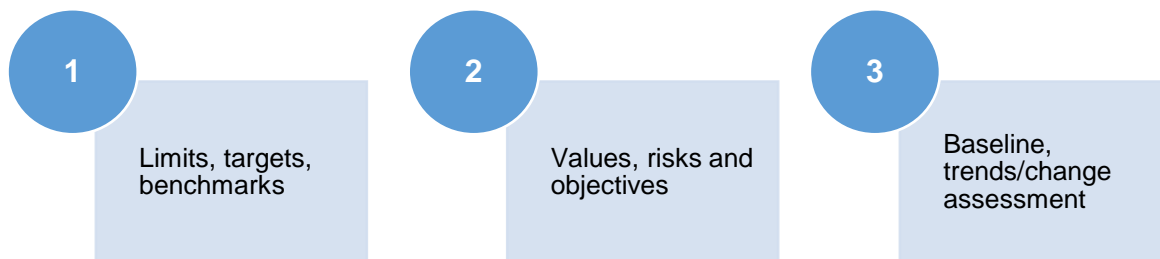 1
Limits, targets,
benchmarks
2
Values, risks and
objectives
3
Baseline,
trends/change
assessment